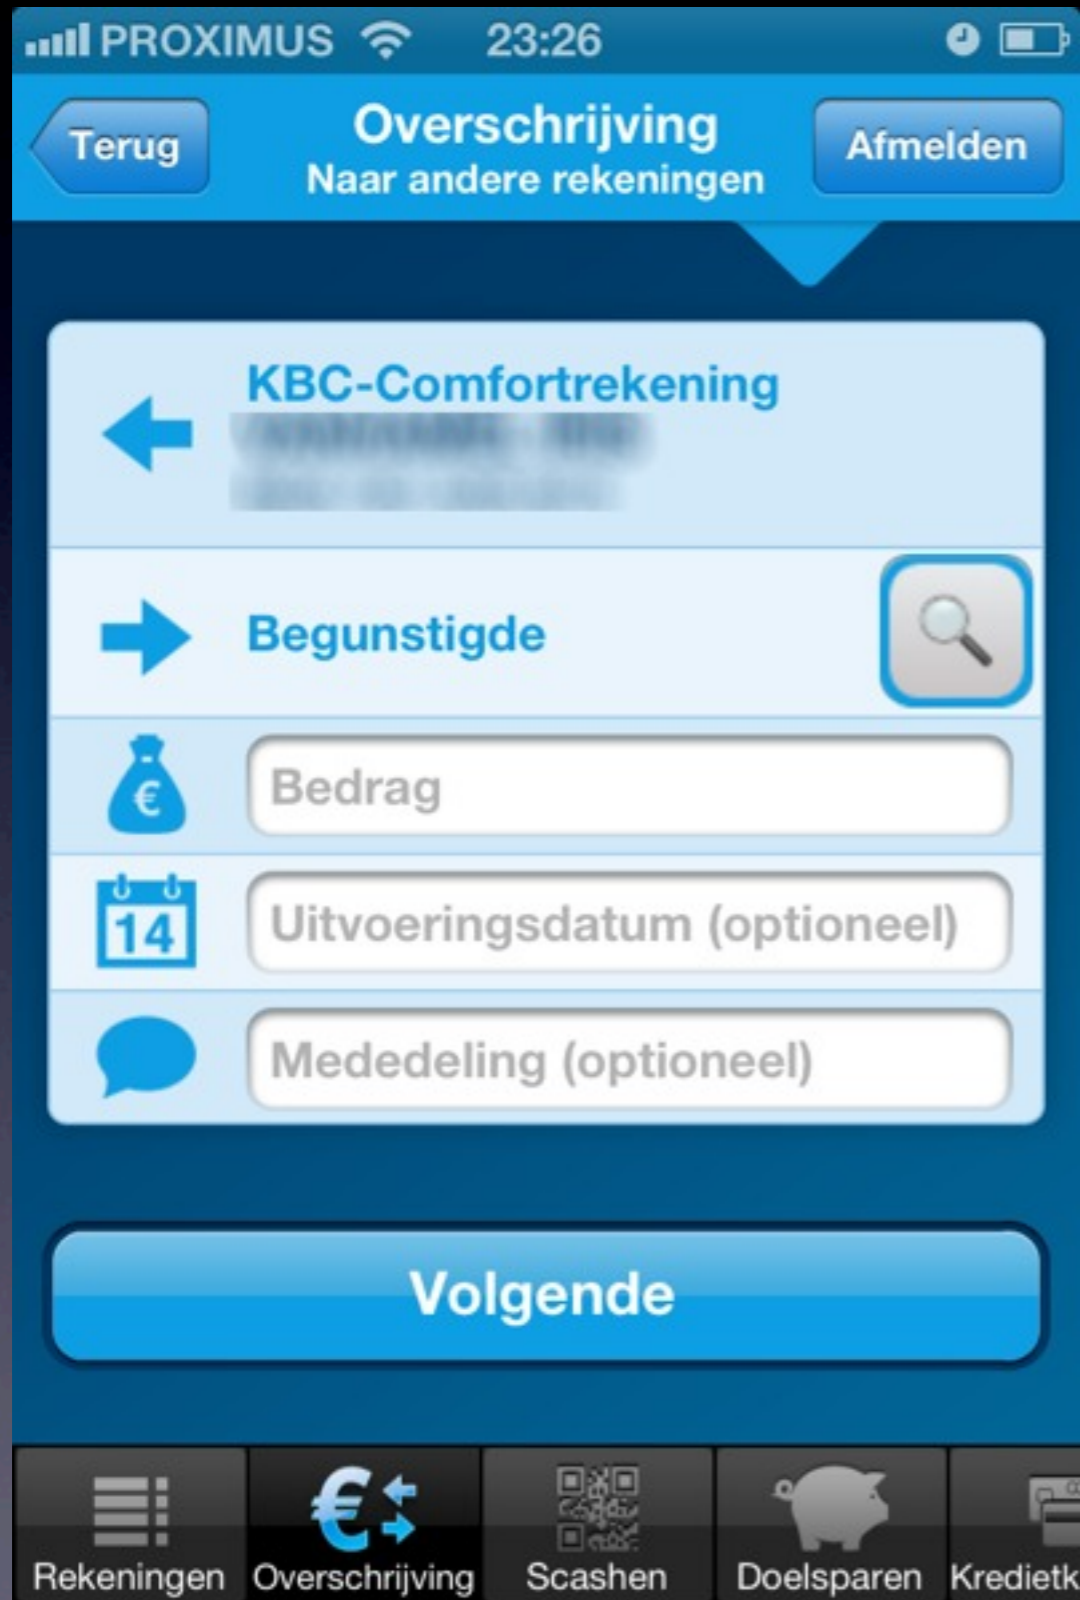 PROXIMUS 23:26
Terug
Overschrijving
Naar andere rekeningen
Afmelden
KBC-Comfortrekening
Begunstigde
€
Bedrag
14
Uitvoeringsdatum (optioneel)
Mededeling (optioneel)
Volgende
€
Rekeningen Overschrijving Scashen Doelsparen